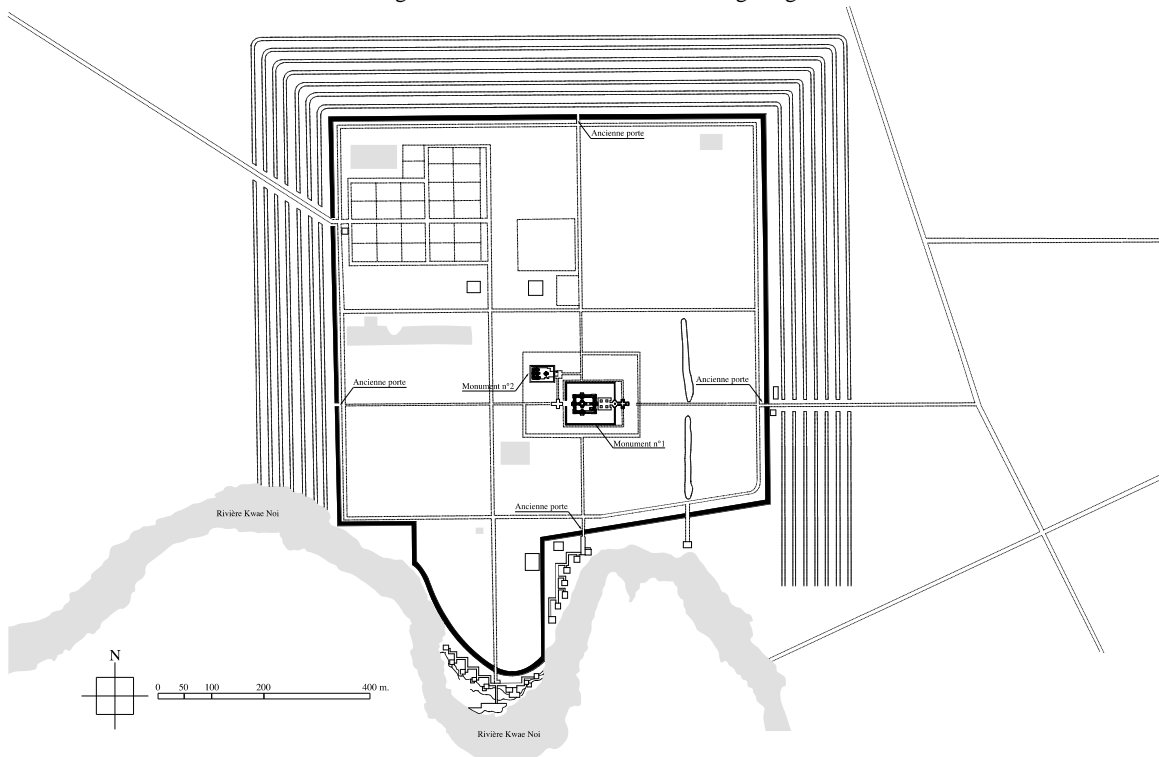 Ancienne porte
Ancienne porte
Ancienne porte
Monument n°2
Monument n°1
Ancienne porte
Rivière Kwae Noi
N
0 50 100 200 400 m.
Rivière Kwae Noi